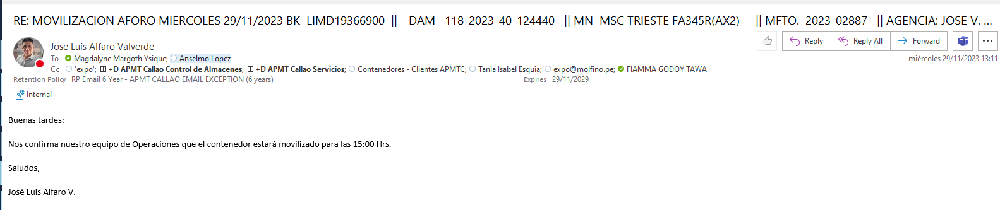 RE: MOVILIZACION AFORO MIERCOLES 29/11/2023 BK LIMD19366900 || - DAM 118-2023-40-124440 || MN MSC TRIESTE FA345R(AX2) || MFTO. 2023-02887 || AGENCIA: JOSE V. ...
Jose Luis Alfaro Valverde
Reply Reply All Forward ...
To Magdalyne Margoth Ysique; Anselmo Lopez
miércoles 29/11/2023 13:11
Cc 'expo'; +D APMT Callao Control de Almacenes; +D APMT Callao Servicios; Contenedores - Clientes APMTC; Tania Isabel Esquia; expo@molfino.pe; FIAMMA GODOY TAWA
Retention Policy RP Email 6 Year - APMT CALLAO EMAIL EXCEPTION (6 years) Expires 29/11/2029
Internal
Buenas tardes:
Nos confirma nuestro equipo de Operaciones que el contenedor estará movilizado para las 15:00 Hrs.
Saludos,
José Luis Alfaro V.